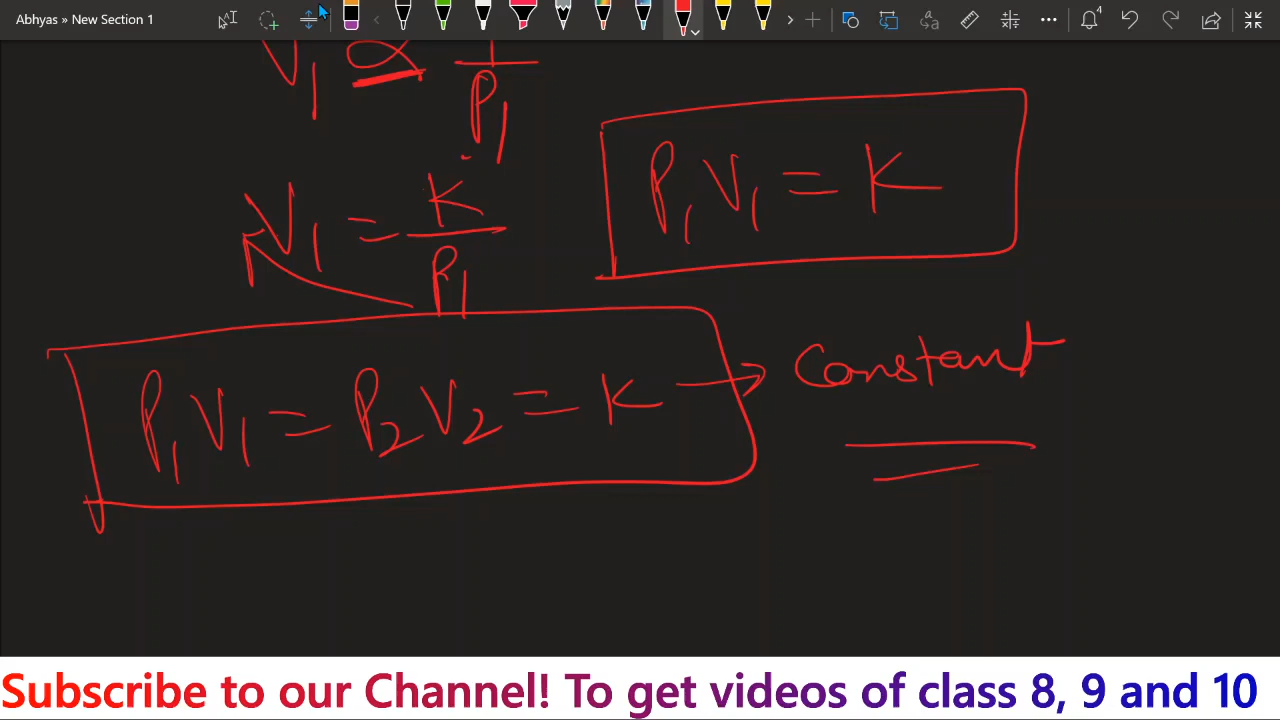 Abhyas » New Section 1
V₁ ∝ 1/P₁
V₁ = K/P₁
P₁V₁ = K
P₁V₁ = P₂V₂ = K → Constant
Subscribe to our Channel! To get videos of class 8, 9 and 10